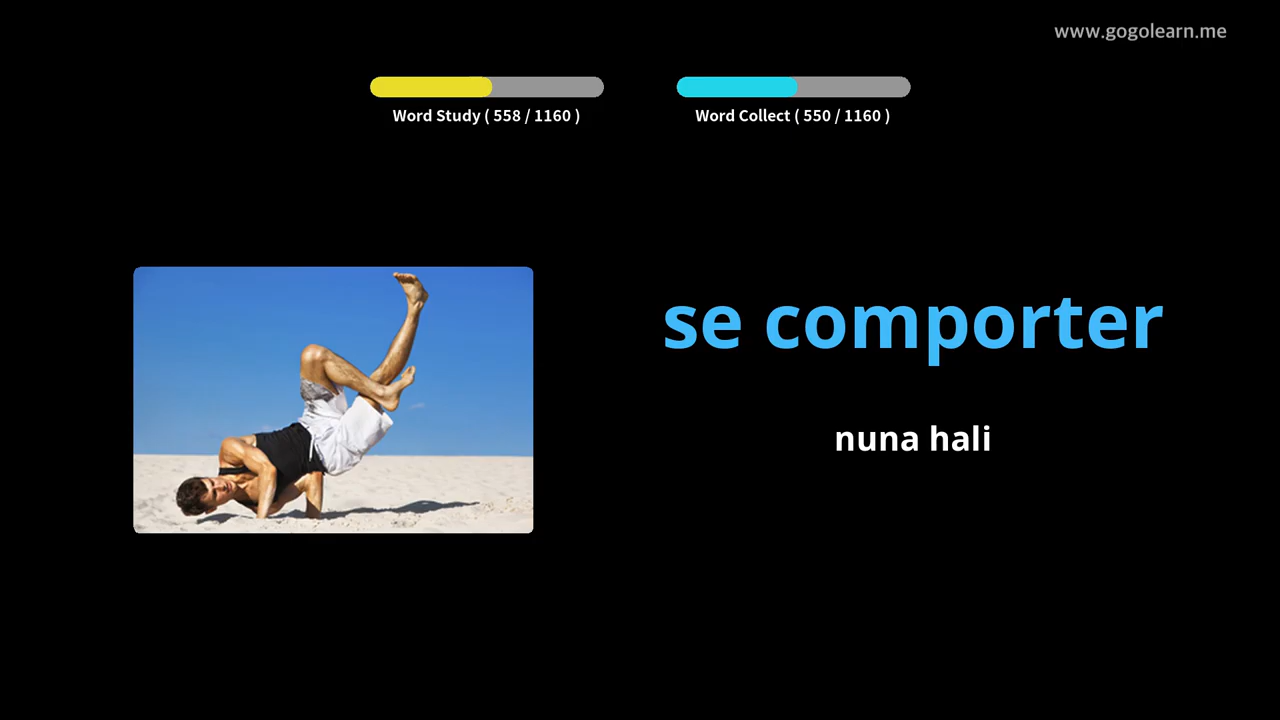 www.gogolearn.me
Word Study ( 558 / 1160 )
Word Collect ( 550 / 1160 )
se comporter
nuna hali